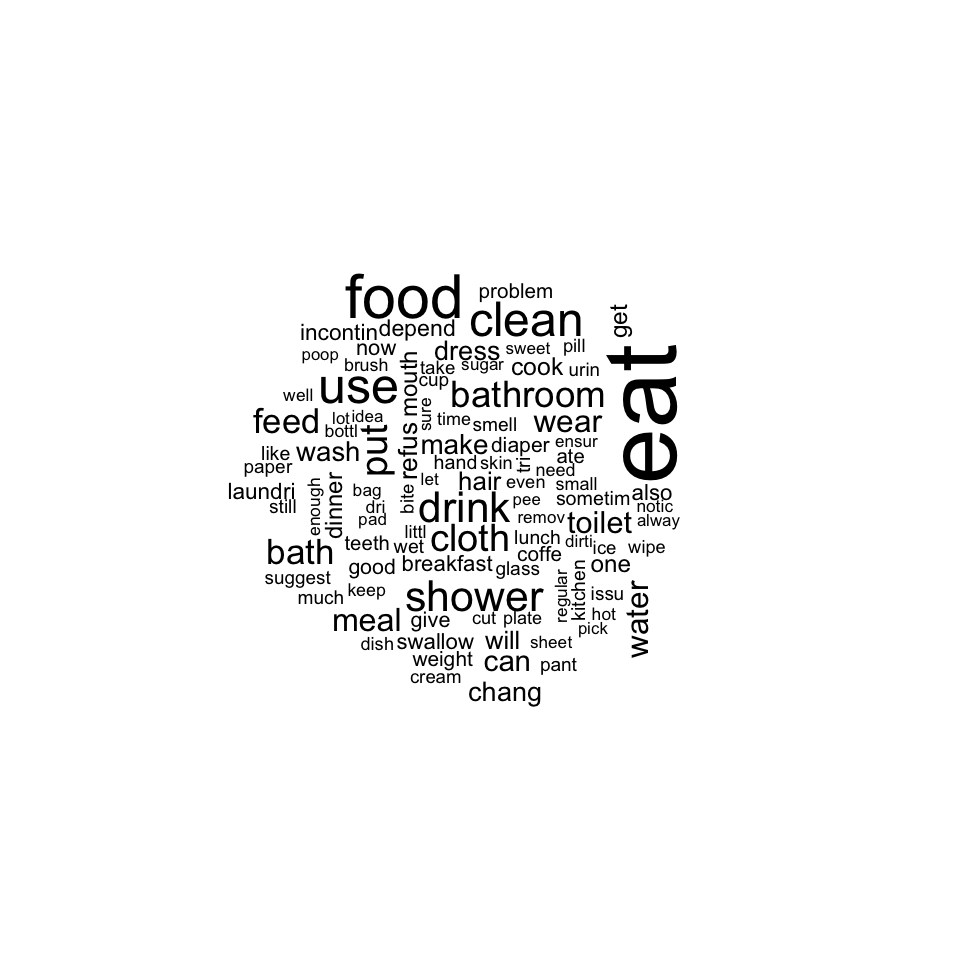 food
problem
clean
get
incontin
depend
now
dress
sweet
pill
poop
brush
mouth
take
sugar
cook
urin
eat
use
cup
well
bathroom
feed
lot
idea
sure
time
smell
wear
bottl
put
refus
make
diaper
ensur
like
wash
hand
skin
tri
ate
paper
need
let
hair
even
small
laundri
enough
dinner
bag
bite
drink
pee
sometim
also
still
dri
notic
pad
remov
toilet
alway
littl
cloth
lunch
dirti
bath
teeth
wet
coffe
ice
wipe
good
breakfast
glass
one
suggest
regular
kitchen
much
keep
shower
issu
water
meal
give
cut
plate
hot
pick
dish
swallow
will
sheet
weight
can
pant
cream
chang